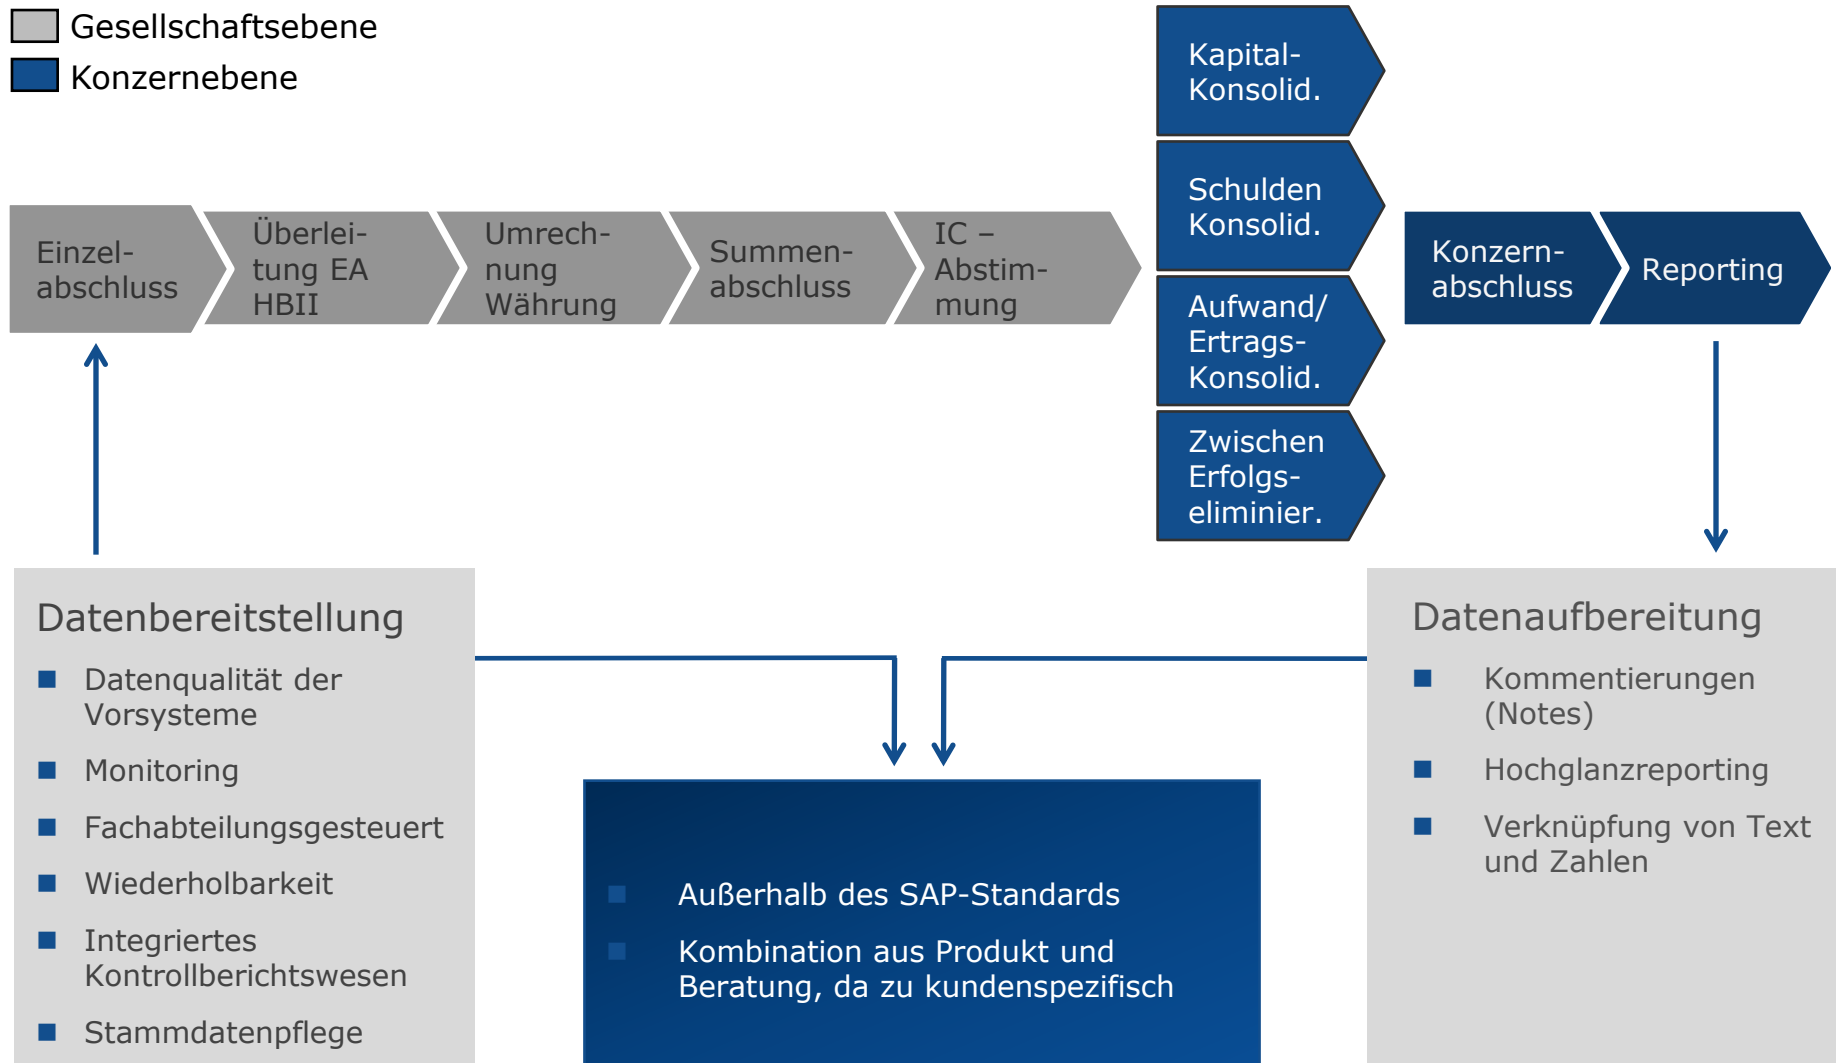 Gesellschaftsebene
Konzernebene
Einzel-
abschluss
Überlei-
tung EA
HBII
Umrech-
nung
Währung
Summen-
abschluss
IC –
Abstim-
mung
Kapital-
Konsolid.
Schulden
Konsolid.
Aufwand/
Ertrags-
Konsolid.
Zwischen
Erfolgs-
eliminier.
Konzern-
abschluss
Reporting
Datenbereitstellung
Datenqualität der
Vorsysteme
Monitoring
Fachabteilungsgesteuert
Wiederholbarkeit
Integriertes
Kontrollberichtswesen
Stammdatenpflege
Außerhalb des SAP-Standards
Kombination aus Produkt und
Beratung, da zu kundenspezifisch
Datenaufbereitung
Kommentierungen
(Notes)
Hochglanzreporting
Verknüpfung von Text
und Zahlen